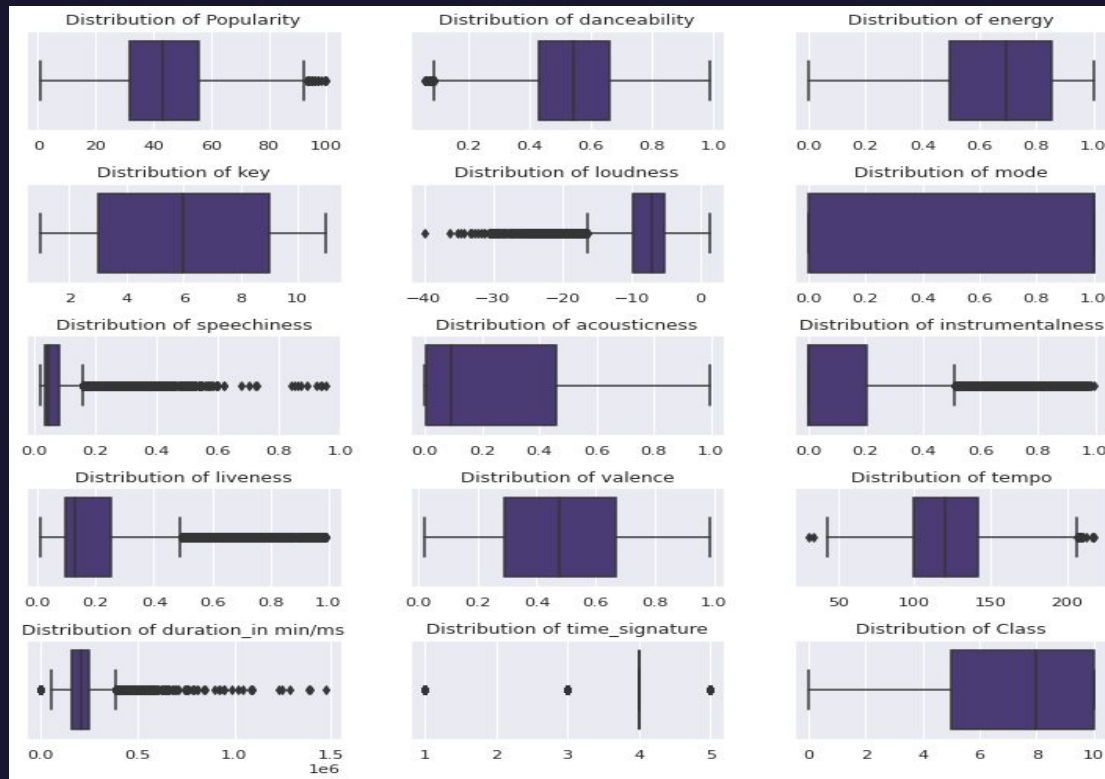 Distribution of Popularity Distribution of danceability Distribution of energy
0 20 40 60 80 100 0.2 0.4 0.6 0.8 1.0 0.0 0.2 0.4 0.6 0.8 1.0
Distribution of key Distribution of loudness Distribution of mode
2 4 6 8 10 −40 −30 −20 −10 0 0.0 0.2 0.4 0.6 0.8 1.0
Distribution of speechiness Distribution of acousticness Distribution of instrumentalness
0.0 0.2 0.4 0.6 0.8 1.0 0.0 0.2 0.4 0.6 0.8 1.0 0.0 0.2 0.4 0.6 0.8 1.0
Distribution of liveness Distribution of valence Distribution of tempo
0.0 0.2 0.4 0.6 0.8 1.0 0.0 0.2 0.4 0.6 0.8 1.0 50 100 150 200
Distribution of duration_in min/ms Distribution of time_signature Distribution of Class
0.0 0.5 1.0 1.5 1 2 3 4 5 0 2 4 6 8 10
1e6